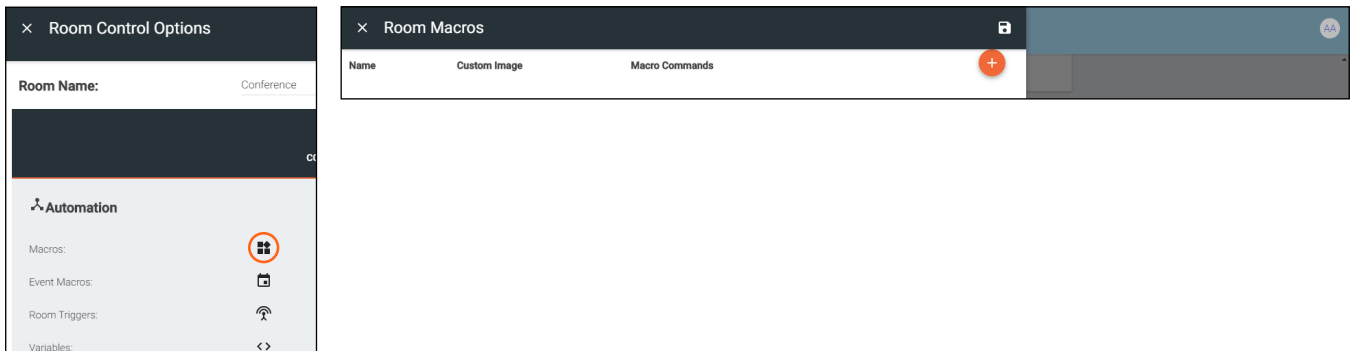 Room Control Options
Room Name: Conference
Automation
Macros:
Event Macros:
Room Triggers:
Variables:
Room Macros
AA
Name Custom Image Macro Commands